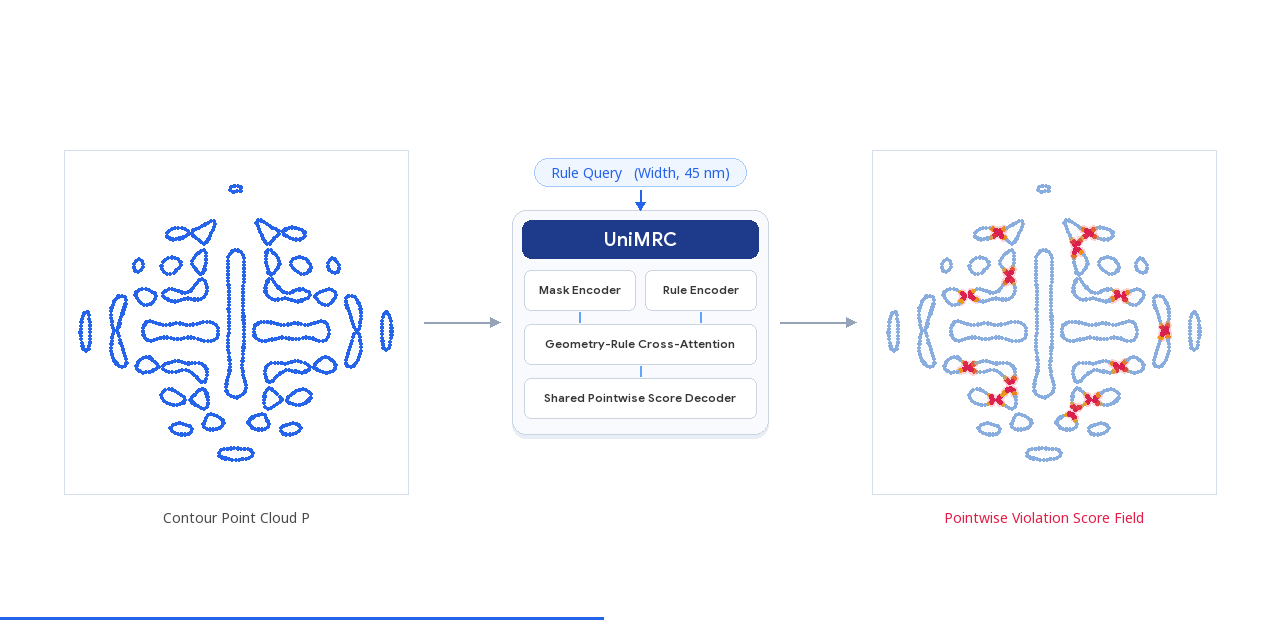 Rule Query (Width, 45 nm)
UniMRC
Mask Encoder
Rule Encoder
Geometry-Rule Cross-Attention
Shared Pointwise Score Decoder
Contour Point Cloud P
Pointwise Violation Score Field